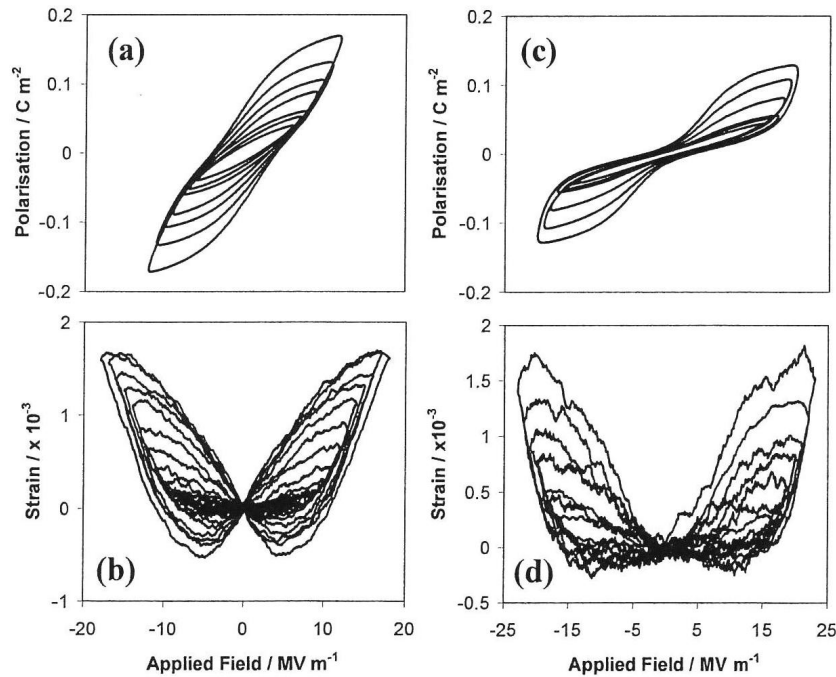 (a)
Polarisation / C m-2
0.2
0.1
0
-0.1
-0.2
(c)
Polarisation / C m-2
0.2
0.1
0
-0.1
-0.2
(b)
Strain / x 10-3
2
1
0
-1
-20 -10 0 10 20
Applied Field / MV m-1
(d)
Strain / x10-3
2
1.5
1
0.5
0
-0.5
-25 -15 -5 5 15 25
Applied Field / MV m-1